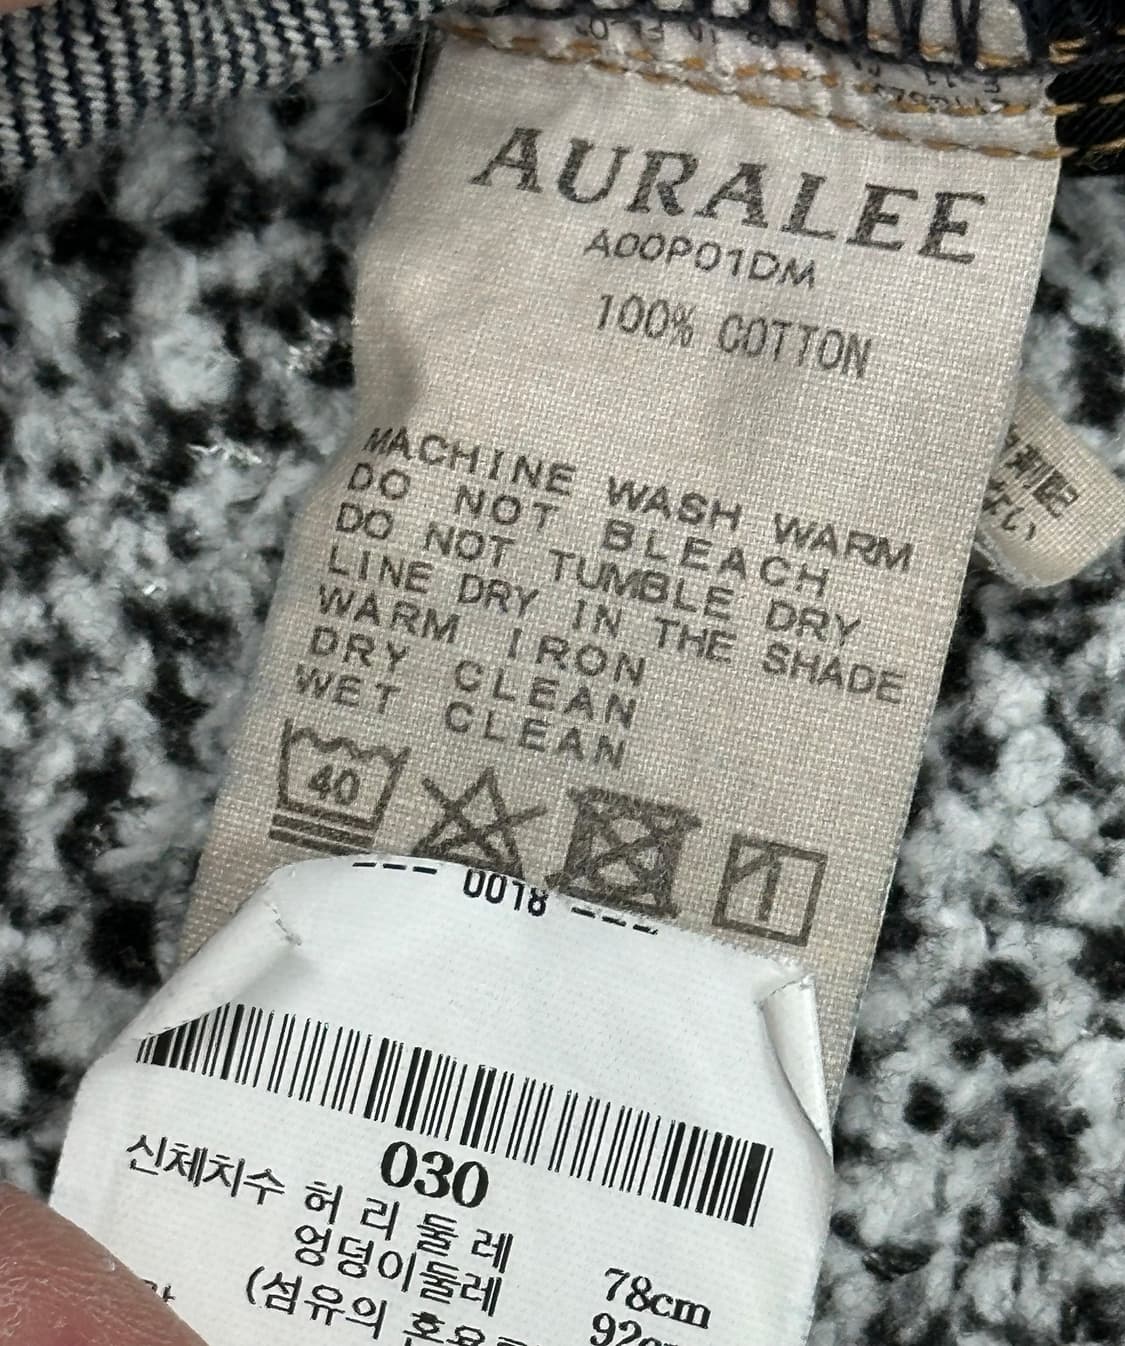 AURALEE
A00P01DM
100% COTTON
MACHINE WASH WARM
DO NOT BLEACH
DO NOT TUMBLE DRY
LINE DRY IN THE SHADE
WARM IRON
DRY CLEAN
WET CLEAN
40
--- 0018 ---
030
신체치수 허 리 둘 레 78cm
엉덩이둘레
(섬유의